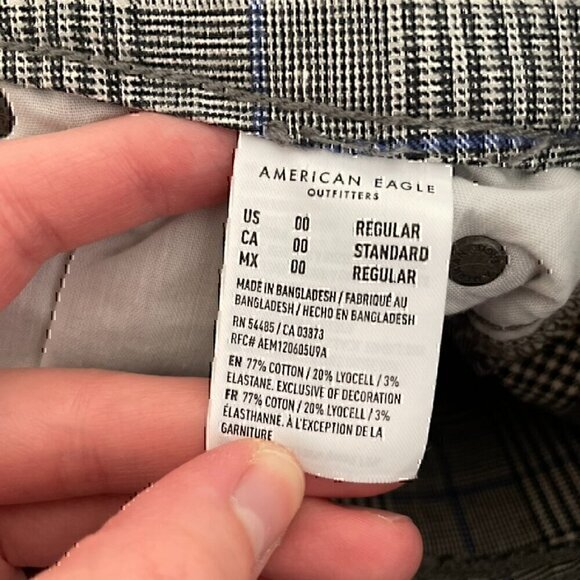 AMERICAN EAGLE
OUTFITTERS
US 00 REGULAR
CA 00 STANDARD
MX 00 REGULAR
MADE IN BANGLADESH / FABRIQUÉ AU
BANGLADESH / HECHO EN BANGLADESH
RN 54485 / CA 03873
RFC# AEM120605U9A
EN 77% COTTON / 20% LYOCELL / 3%
ELASTANE. EXCLUSIVE OF DECORATION
FR 77% COTON / 20% LYOCELL / 3%
ÉLASTHANNE. À L'EXCEPTION DE LA
GARNITURE